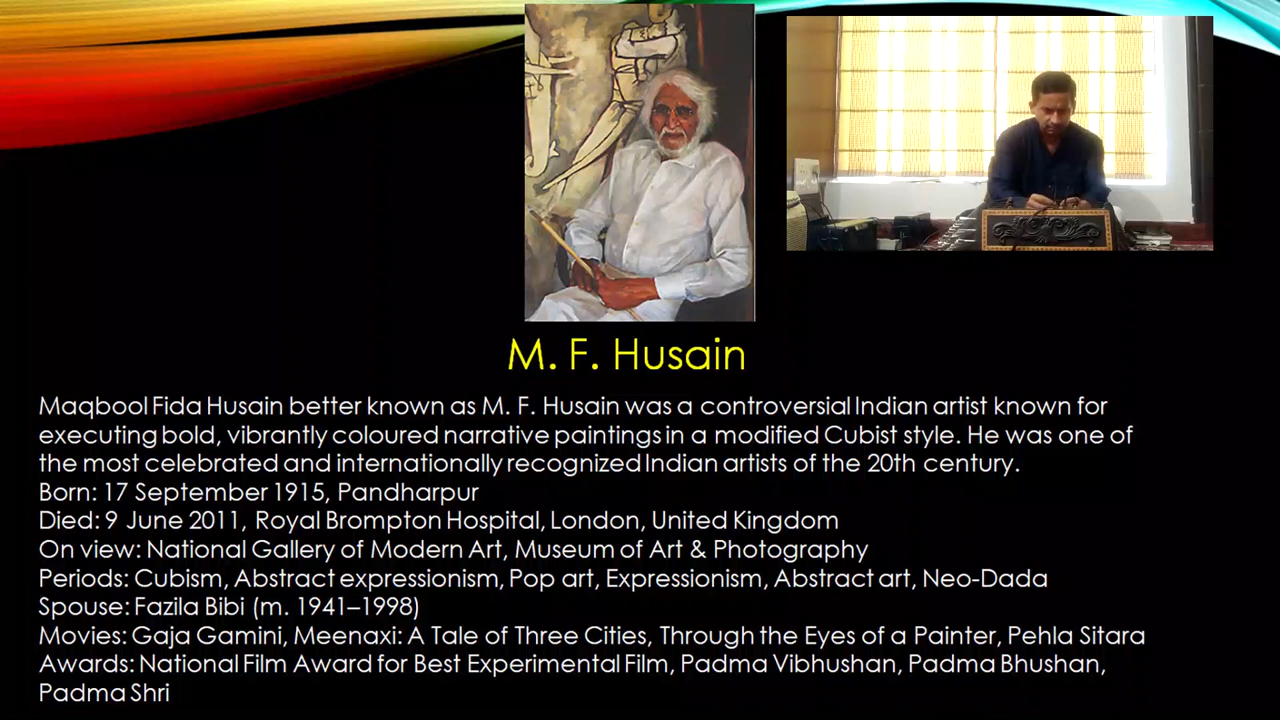 M. F. Husain
Maqbool Fida Husain better known as M. F. Husain was a controversial Indian artist known for
executing bold, vibrantly coloured narrative paintings in a modified Cubist style. He was one of
the most celebrated and internationally recognized Indian artists of the 20th century.
Born: 17 September 1915, Pandharpur
Died: 9 June 2011, Royal Brompton Hospital, London, United Kingdom
On view: National Gallery of Modern Art, Museum of Art & Photography
Periods: Cubism, Abstract expressionism, Pop art, Expressionism, Abstract art, Neo-Dada
Spouse: Fazila Bibi (m. 1941–1998)
Movies: Gaja Gamini, Meenaxi: A Tale of Three Cities, Through the Eyes of a Painter, Pehla Sitara
Awards: National Film Award for Best Experimental Film, Padma Vibhushan, Padma Bhushan,
Padma Shri